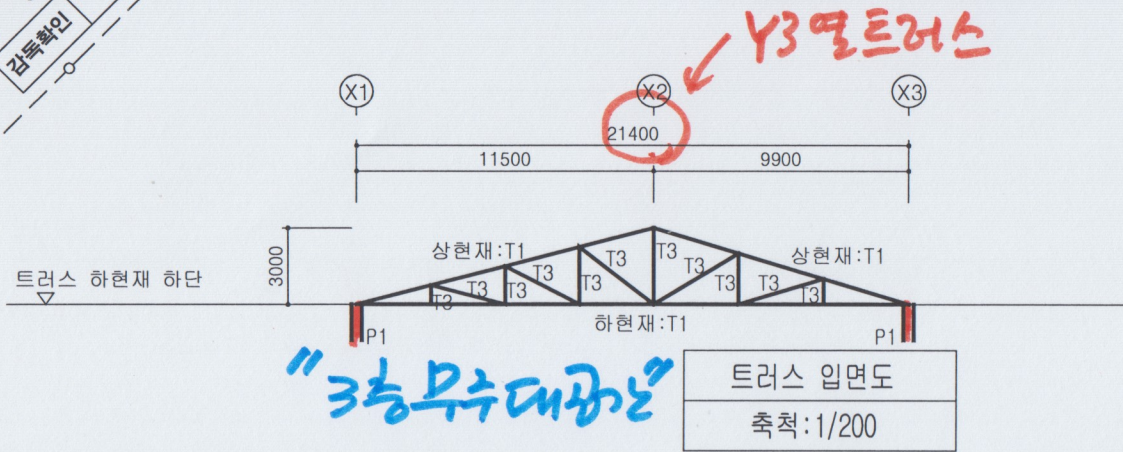 감독확인
Y3열트러스
X1
X2
X3
21400
11500
9900
3000
상현재:T1
상현재:T1
T3
T3
T3
T3
T3
T3
T3
T3
T3
T3
T3
트러스 하현재 하단
하현재:T1
P1
P1
"3층무주대공간"
트러스 입면도
축척:1/200